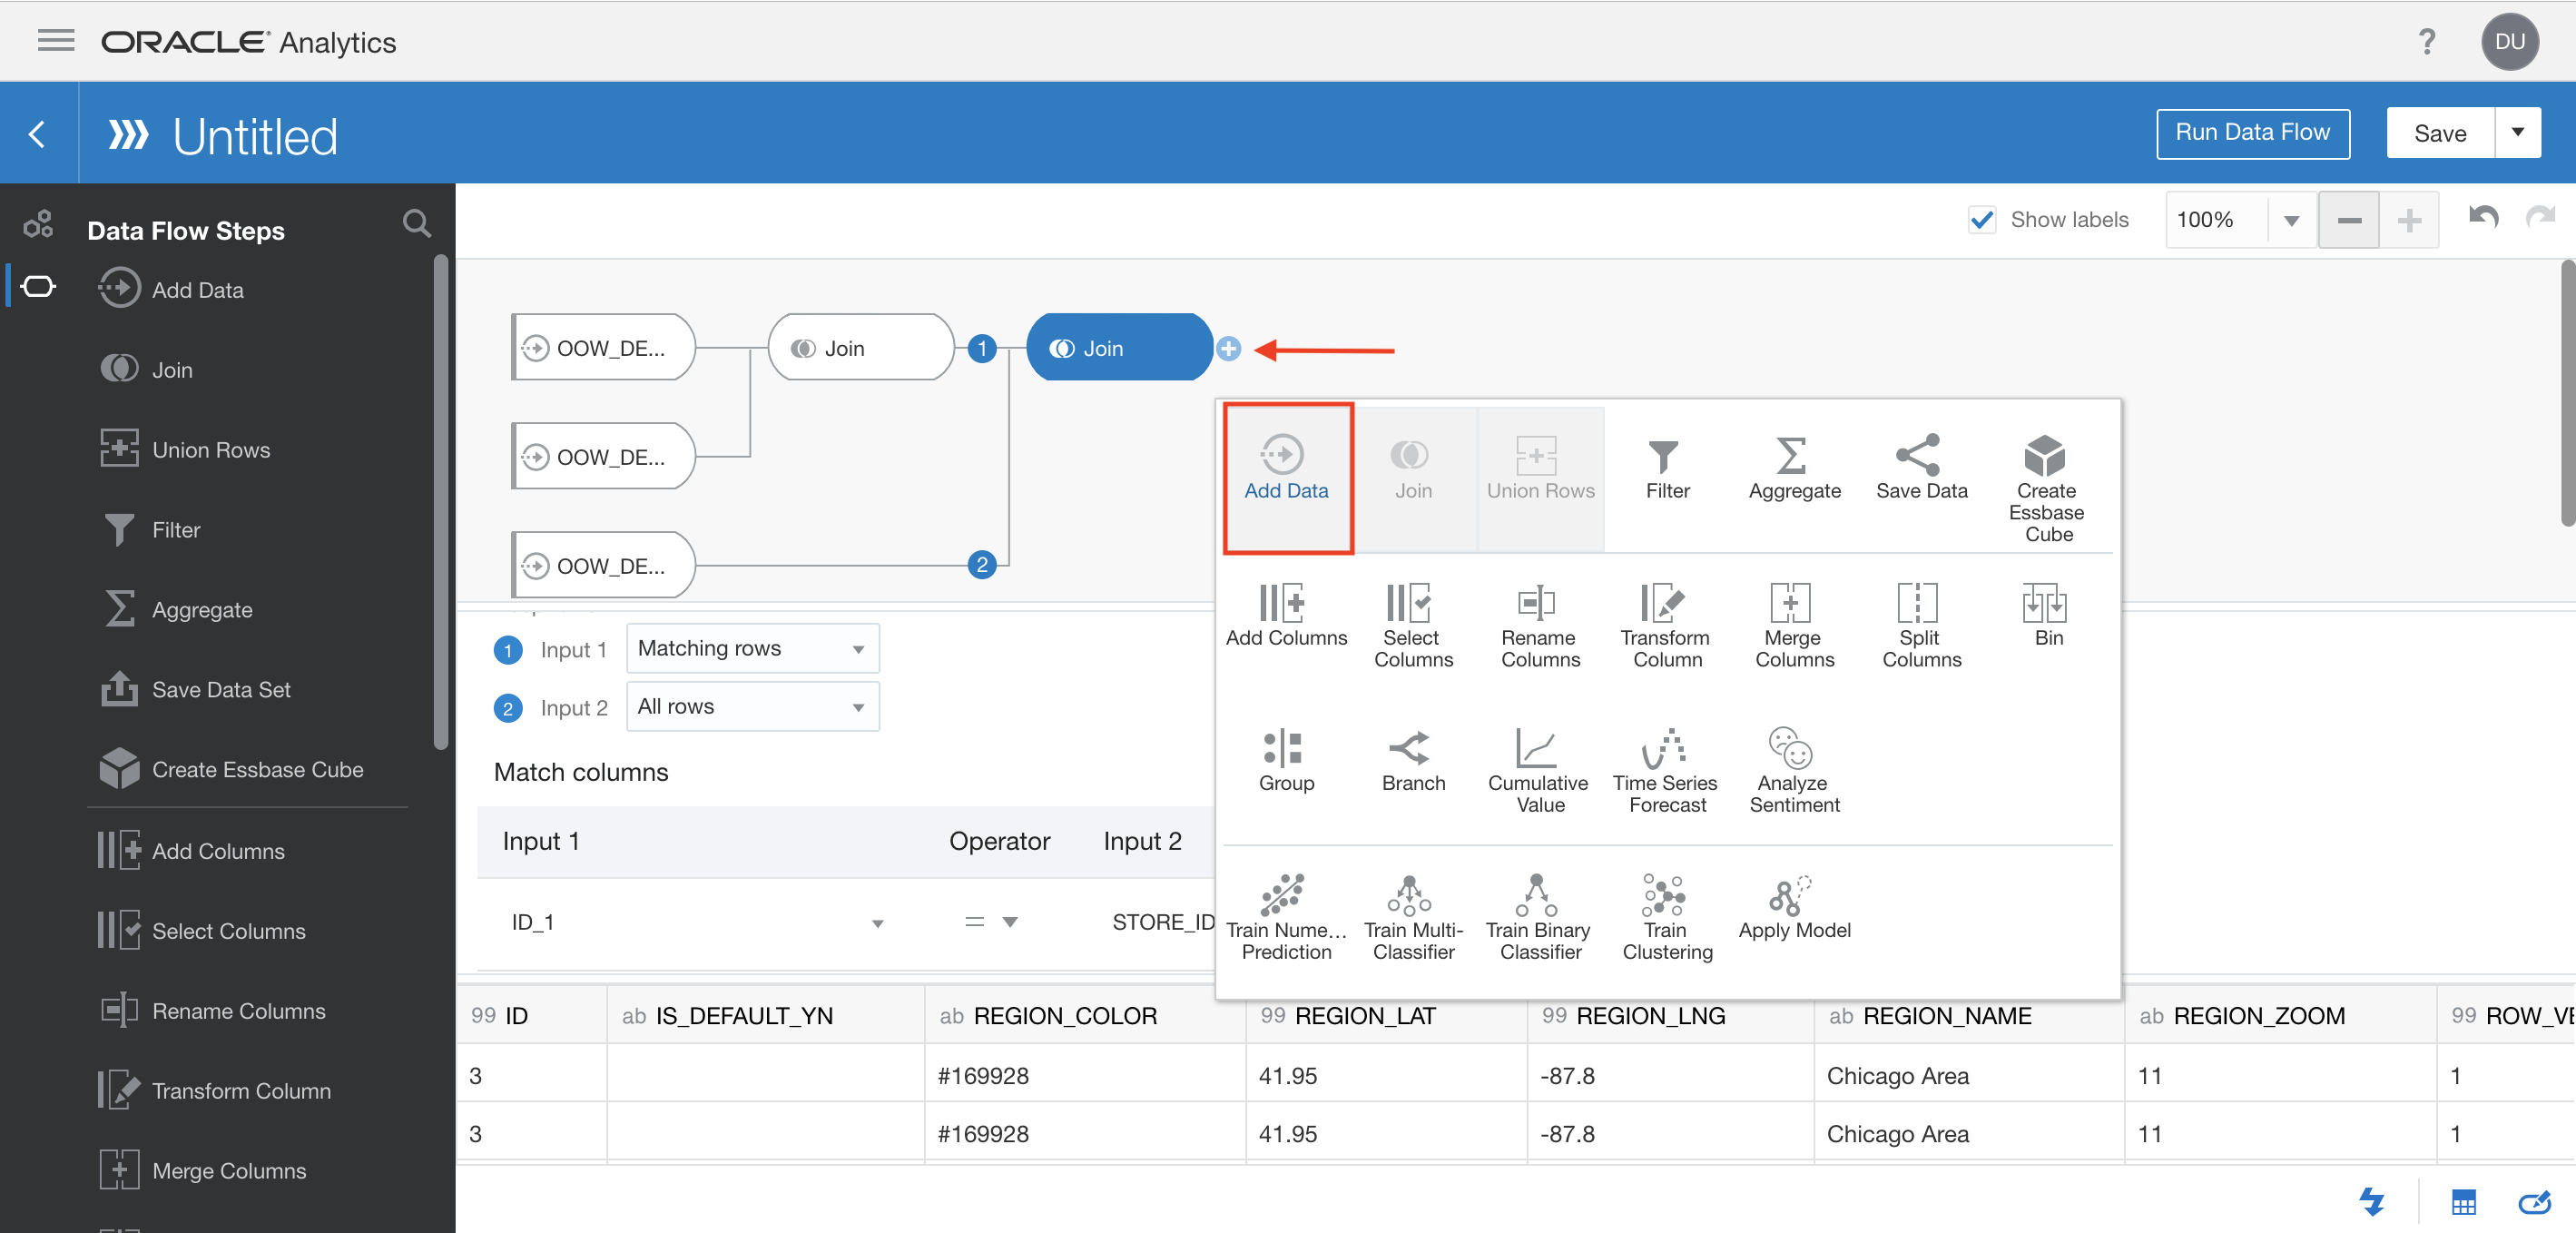 ORACLE® Analytics
?
DU
Untitled
Run Data Flow
Save
Data Flow Steps
Add Data
Join
Union Rows
Filter
Aggregate
Save Data Set
Create Essbase Cube
Add Columns
Select Columns
Rename Columns
Transform Column
Merge Columns
Show labels
100%
OOW_DE...
Join
1
Join
OOW_DE...
OOW_DE...
2
Add Data
Join
Union Rows
Filter
Aggregate
Save Data
Create
Essbase
Cube
Add Columns
Select
Columns
Rename
Columns
Transform
Column
Merge
Columns
Split
Columns
Bin
Group
Branch
Cumulative
Value
Time Series
Forecast
Analyze
Sentiment
Train Nume...
Prediction
Train Multi-
Classifier
Train Binary
Classifier
Train
Clustering
Apply Model
1 Input 1 Matching rows
2 Input 2 All rows
Match columns
Input 1 Operator Input 2
ID_1 = STORE_ID
99 ID ab IS_DEFAULT_YN ab REGION_COLOR 99 REGION_LAT 99 REGION_LNG ab REGION_NAME ab REGION_ZOOM 99 ROW_VE
3 #169928 41.95 -87.8 Chicago Area 11 1
3 #169928 41.95 -87.8 Chicago Area 11 1